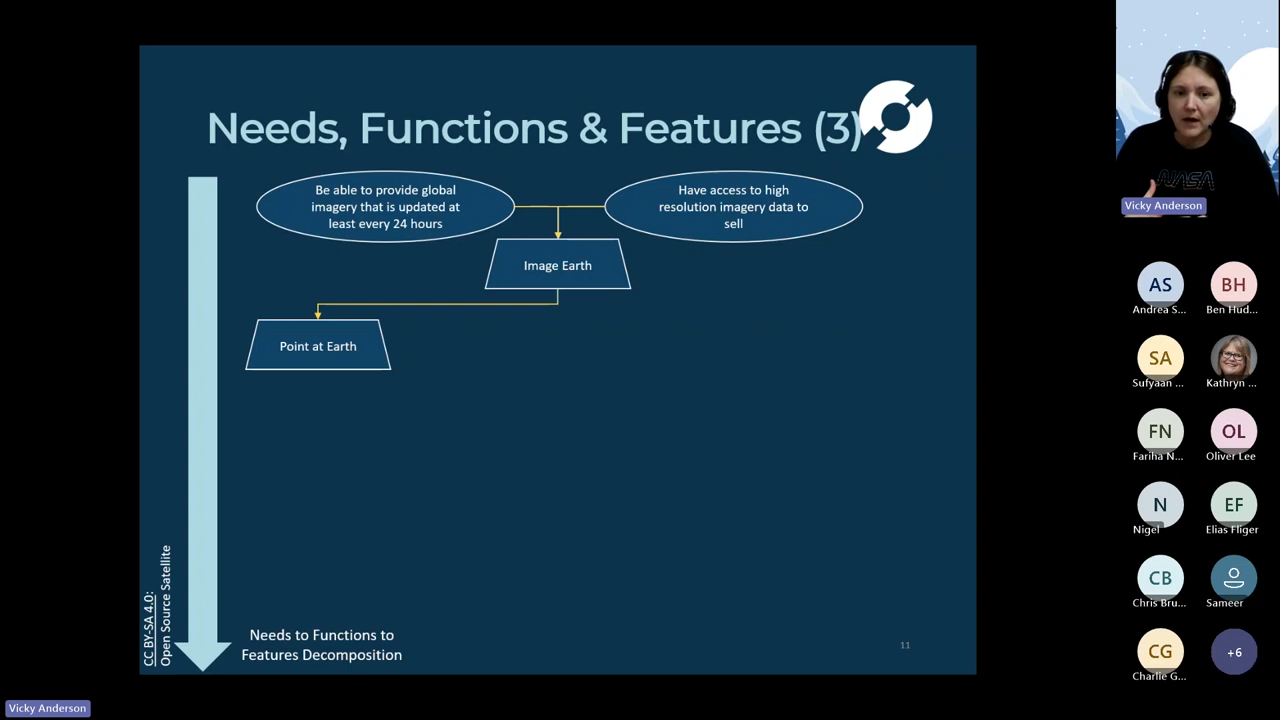 Needs, Functions & Features (3)
Be able to provide global
imagery that is updated at
least every 24 hours
Have access to high
resolution imagery data to
sell
Image Earth
Point at Earth
Needs to Functions to
Features Decomposition
CC BY-SA 4.0:
Open Source Satellite
11
NASA
Vicky Anderson
AS
Andrea S...
BH
Ben Hud...
SA
Sufyaan ...
Kathryn ...
FN
Fariha N...
OL
Oliver Lee
N
Nigel
EF
Elias Fliger
CB
Chris Bru...
Sameer
CG
Charlie G...
+6
Vicky Anderson